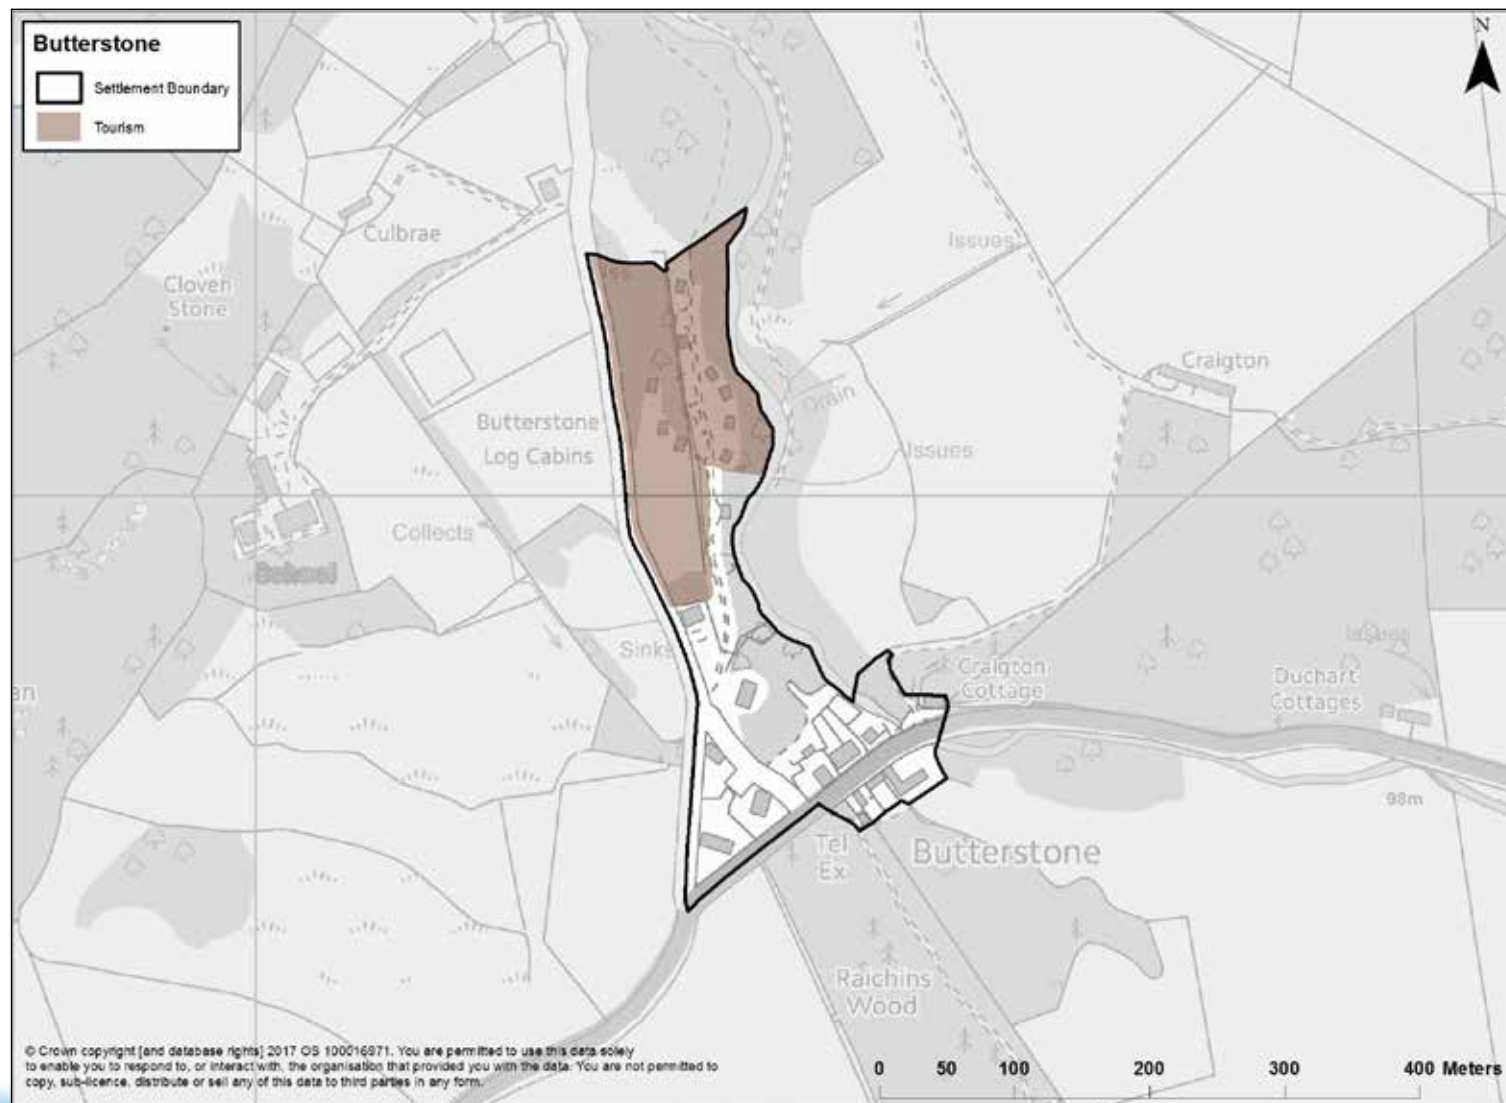 Butterstone
Settlement Boundary
Tourism
N
Culbrae
Cloven
Stone
Issues
Craigton
Iss
Butterstone
Log Cabins
Drain
Issues
Collects
School
Sinks
Craigton
Cottage
Issues
Duchart
Cottages
an
98m
Tel
Ex
Butterstone
Raichins
Wood
© Crown copyright [and database rights] 2017 OS 100016971. You are permitted to use this data solely
to enable you to respond to, or interact with, the organisation that provided you with the data. You are not permitted to
copy, sub-licence, distribute or sell any of this data to third parties in any form.
0 50 100 200 300 400 Meters